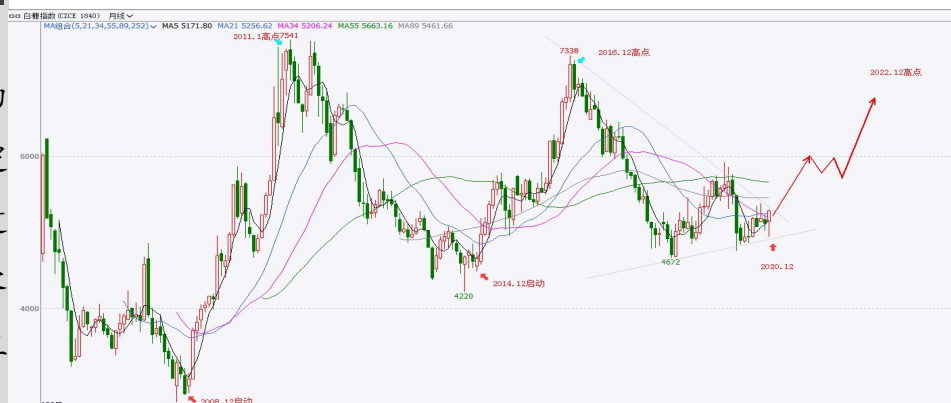 白糖指数(CZCE 1840) 月线
MA组合(5,21,34,55,89,252) MA5 5171.80 MA21 5256.62 MA34 5206.24 MA55 5663.16 MA89 5461.66
2011.1高点7541
7338 2016.12高点
2022.12高点
6000
4672
2020.12
2014.12启动
4220
4000
2008.12启动